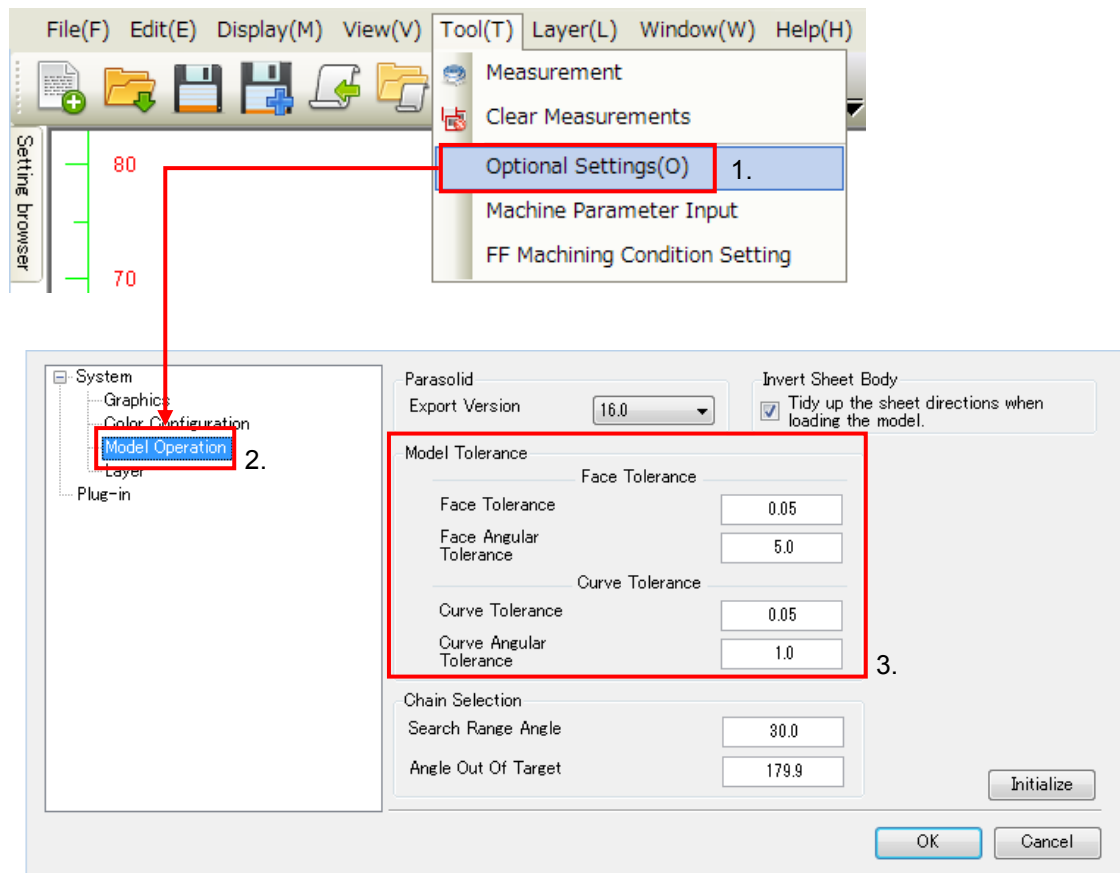 File(F) Edit(E) Display(M) View(V) Tool(T) Layer(L) Window(W) Help(H)
Measurement
Clear Measurements
Optional Settings(O) 1.
Machine Parameter Input
FF Machining Condition Setting
Setting browser
80
70
System
Graphics
Color Configuration
Model Operation 2.
Layer
Plug-in
Parasolid
Export Version 16.0
Invert Sheet Body
Tidy up the sheet directions when
loading the model.
Model Tolerance
Face Tolerance
Face Tolerance 0.05
Face Angular
Tolerance 5.0
Curve Tolerance
Curve Tolerance 0.05
Curve Angular
Tolerance 1.0
3.
Chain Selection
Search Range Angle 30.0
Angle Out Of Target 179.9
Initialize
OK Cancel